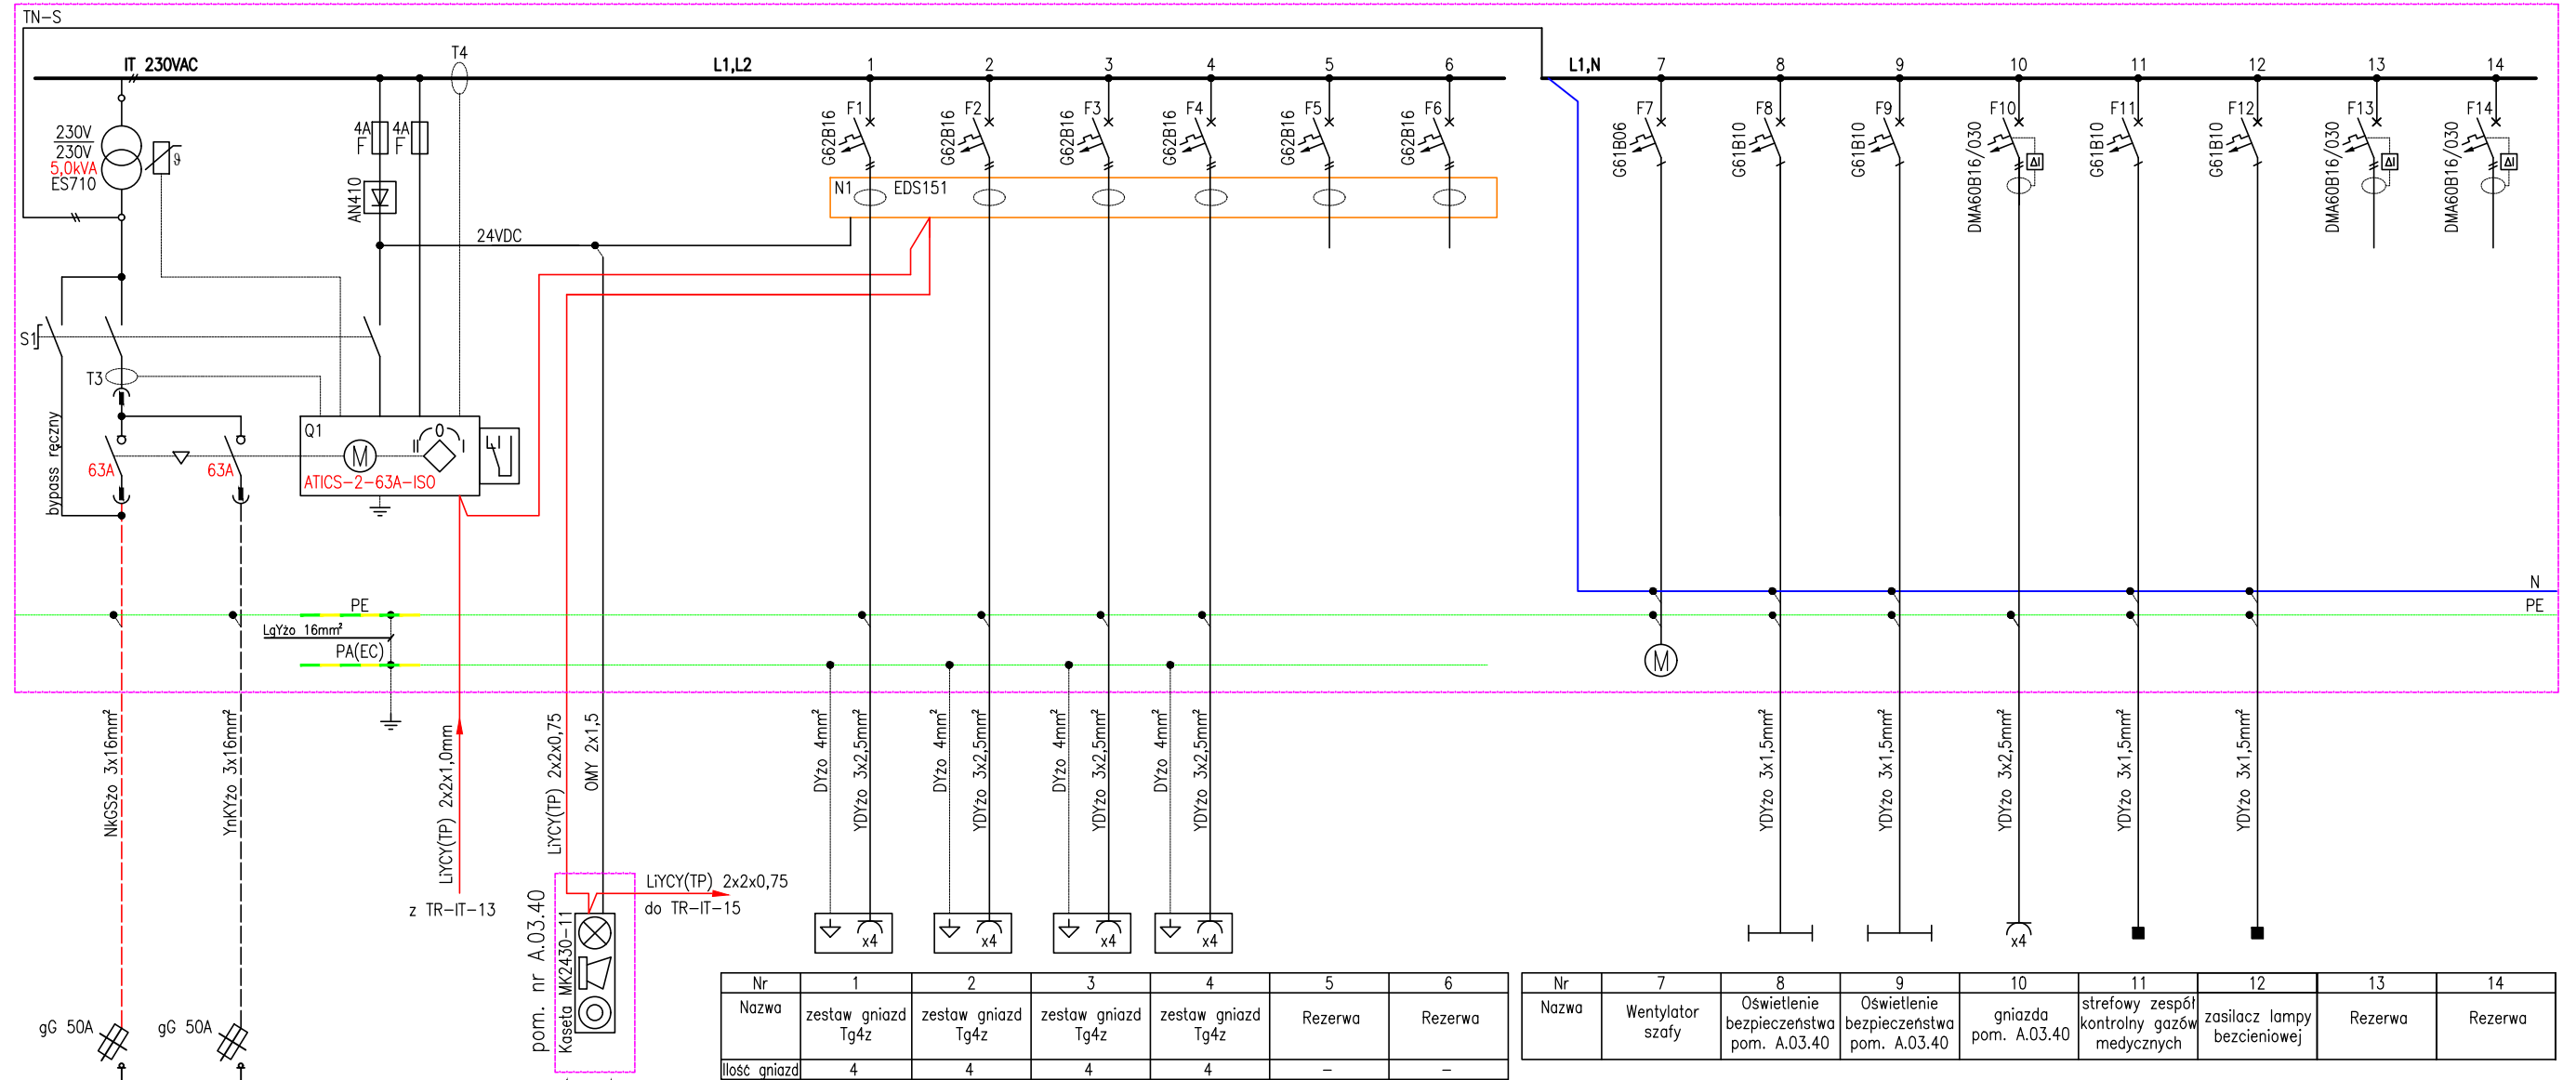 TN-S
IT 230VAC
T4
L1,L2
1
2
3
4
5
6
L1,N
7
8
9
10
11
12
13
14
230V
230V
5,0kVA
ES710
ϑ
4A
F
4A
F
AN410
F1
G62B16
F2
G62B16
F3
G62B16
F4
G62B16
F5
G62B16
F6
G62B16
F7
G61B06
F8
G61B10
F9
G61B10
F10
DMA60B16/030
ΔI
F11
G61B10
F12
G61B10
F13
DMA60B16/030
ΔI
F14
DMA60B16/030
ΔI
N1
EDS151
24VDC
S1
T3
bypass ręczny
63A
63A
Q1
M
II
0
I
ATICS-2-63A-ISO
N
PE
PE
LgYżo 16mm²
PA(EC)
M
NkGSżo 3x16mm²
YnKYżo 3x16mm²
LiYCY(TP) 2x2x1,0mm
LiYCY(TP) 2x2x0,75
OMY 2x1,5
DYżo 4mm²
YDYżo 3x2,5mm²
DYżo 4mm²
YDYżo 3x2,5mm²
DYżo 4mm²
YDYżo 3x2,5mm²
DYżo 4mm²
YDYżo 3x2,5mm²
YDYżo 3x1,5mm²
YDYżo 3x1,5mm²
YDYżo 3x2,5mm²
YDYżo 3x1,5mm²
YDYżo 3x1,5mm²
z TR-IT-13
LiYCY(TP) 2x2x0,75
do TR-IT-15
pom. nr A.03.40
Kaseta MK2430-11
x4
x4
x4
x4
x4
gG 50A
gG 50A
Nr 1 2 3 4 5 6
Nazwa
zestaw gniazd
Tg4z
zestaw gniazd
Tg4z
zestaw gniazd
Tg4z
zestaw gniazd
Tg4z
Rezerwa
Rezerwa
Ilość gniazd 4 4 4 4 - -
Nr 7 8 9 10 11 12 13 14
Nazwa
Wentylator
szafy
Oświetlenie
bezpieczeństwa
pom. A.03.40
Oświetlenie
bezpieczeństwa
pom. A.03.40
gniazda
pom. A.03.40
strefowy zespół
kontrolny gazów
medycznych
zasilacz lampy
bezcieniowej
Rezerwa
Rezerwa